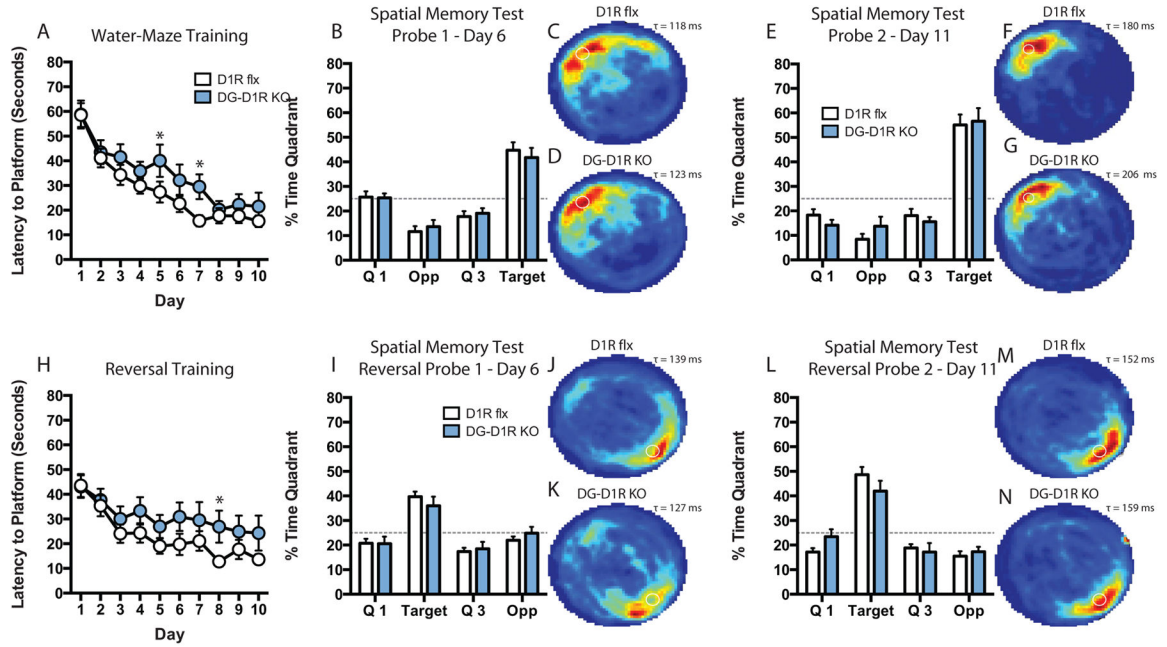 A
Water-Maze Training
Latency to Platform (Seconds)
80
70
60
50
40
30
20
10
0
D1R flx
DG-D1R KO
*
*
1 2 3 4 5 6 7 8 9 10
Day
B
Spatial Memory Test
Probe 1 - Day 6
% Time Quadrant
80
70
60
50
40
30
20
10
0
Q 1 Opp Q 3 Target
C
D1R flx
τ = 118 ms
D
DG-D1R KO
τ = 123 ms
E
Spatial Memory Test
Probe 2 - Day 11
% Time Quadrant
80
70
60
50
40
30
20
10
0
D1R flx
DG-D1R KO
Q 1 Opp Q 3 Target
F
D1R flx
τ = 180 ms
G
DG-D1R KO
τ = 206 ms
H
Reversal Training
Latency to Platform (Seconds)
80
70
60
50
40
30
20
10
0
*
1 2 3 4 5 6 7 8 9 10
Day
I
Spatial Memory Test
Reversal Probe 1 - Day 6
% Time Quadrant
80
70
60
50
40
30
20
10
0
D1R flx
DG-D1R KO
Q 1 Target Q 3 Opp
J
D1R flx
τ = 139 ms
K
DG-D1R KO
τ = 127 ms
L
Spatial Memory Test
Reversal Probe 2 - Day 11
% Time Quadrant
80
70
60
50
40
30
20
10
0
Q 1 Target Q 3 Opp
M
D1R flx
τ = 152 ms
N
DG-D1R KO
τ = 159 ms